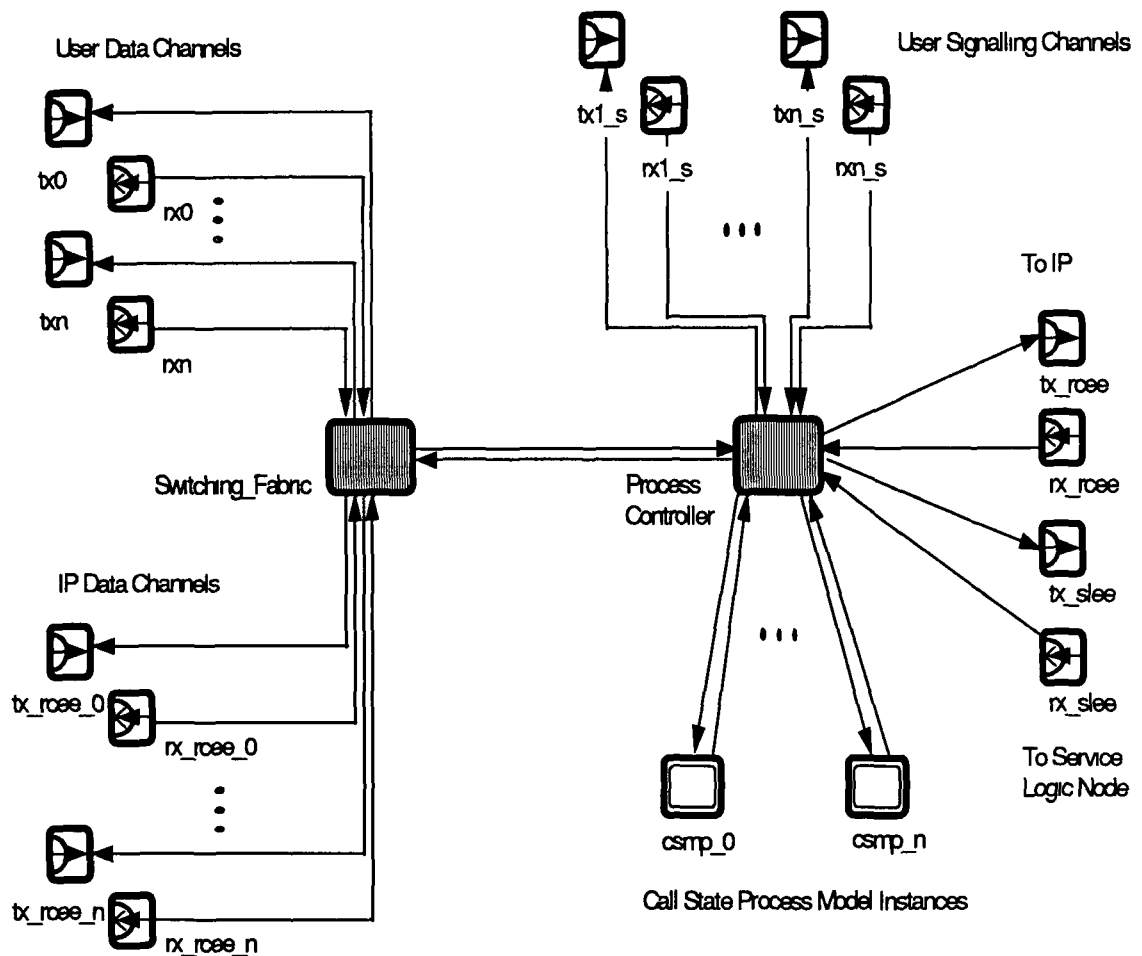 User Data Channels
tx0
rx0
txn
rxn
User Signalling Channels
tx1_s
rx1_s
txn_s
rxn_s
To IP
tx_rcee
rx_rcee
tx_slee
rx_slee
To Service
Logic Node
Switching_Fabric
Process
Controller
IP Data Channels
tx_rcee_0
rx_rcee_0
tx_rcee_n
rx_rcee_n
csmp_0
csmp_n
Call State Process Model Instances